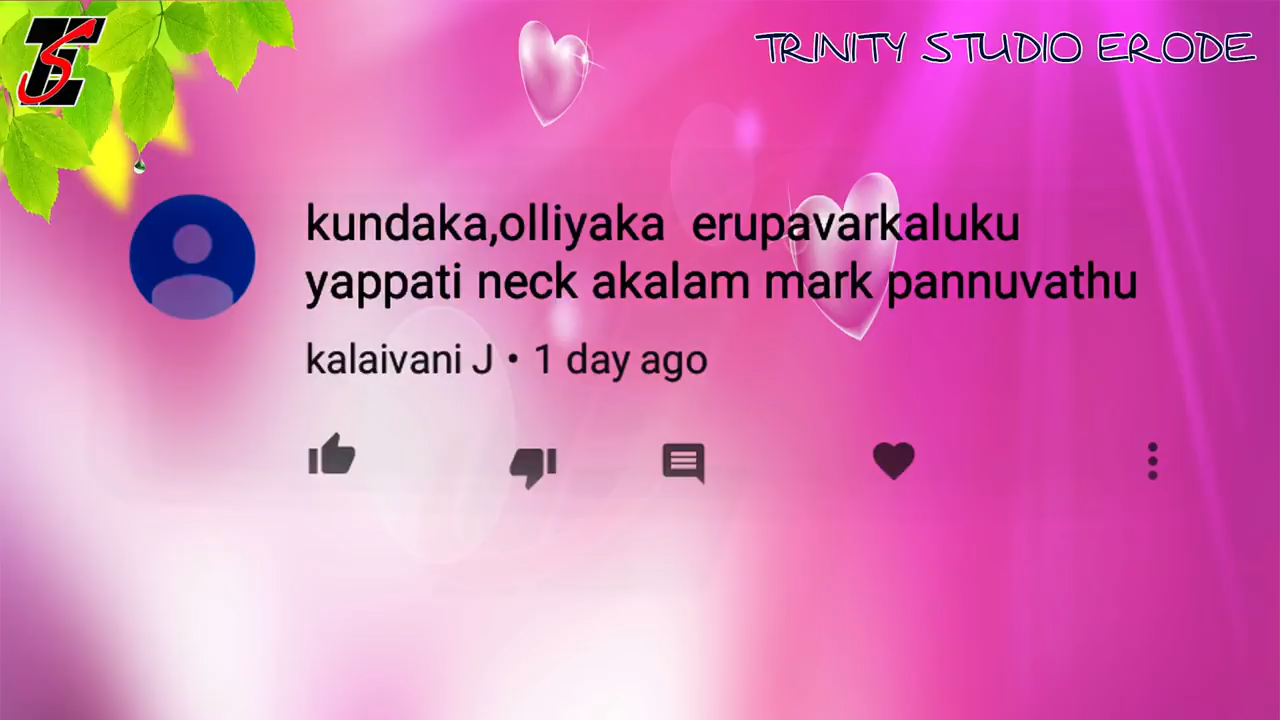 TRINITY STUDIO ERODE
kundaka,olliyaka erupavarkaluku
yappati neck akalam mark pannuvathu
kalaivani J • 1 day ago